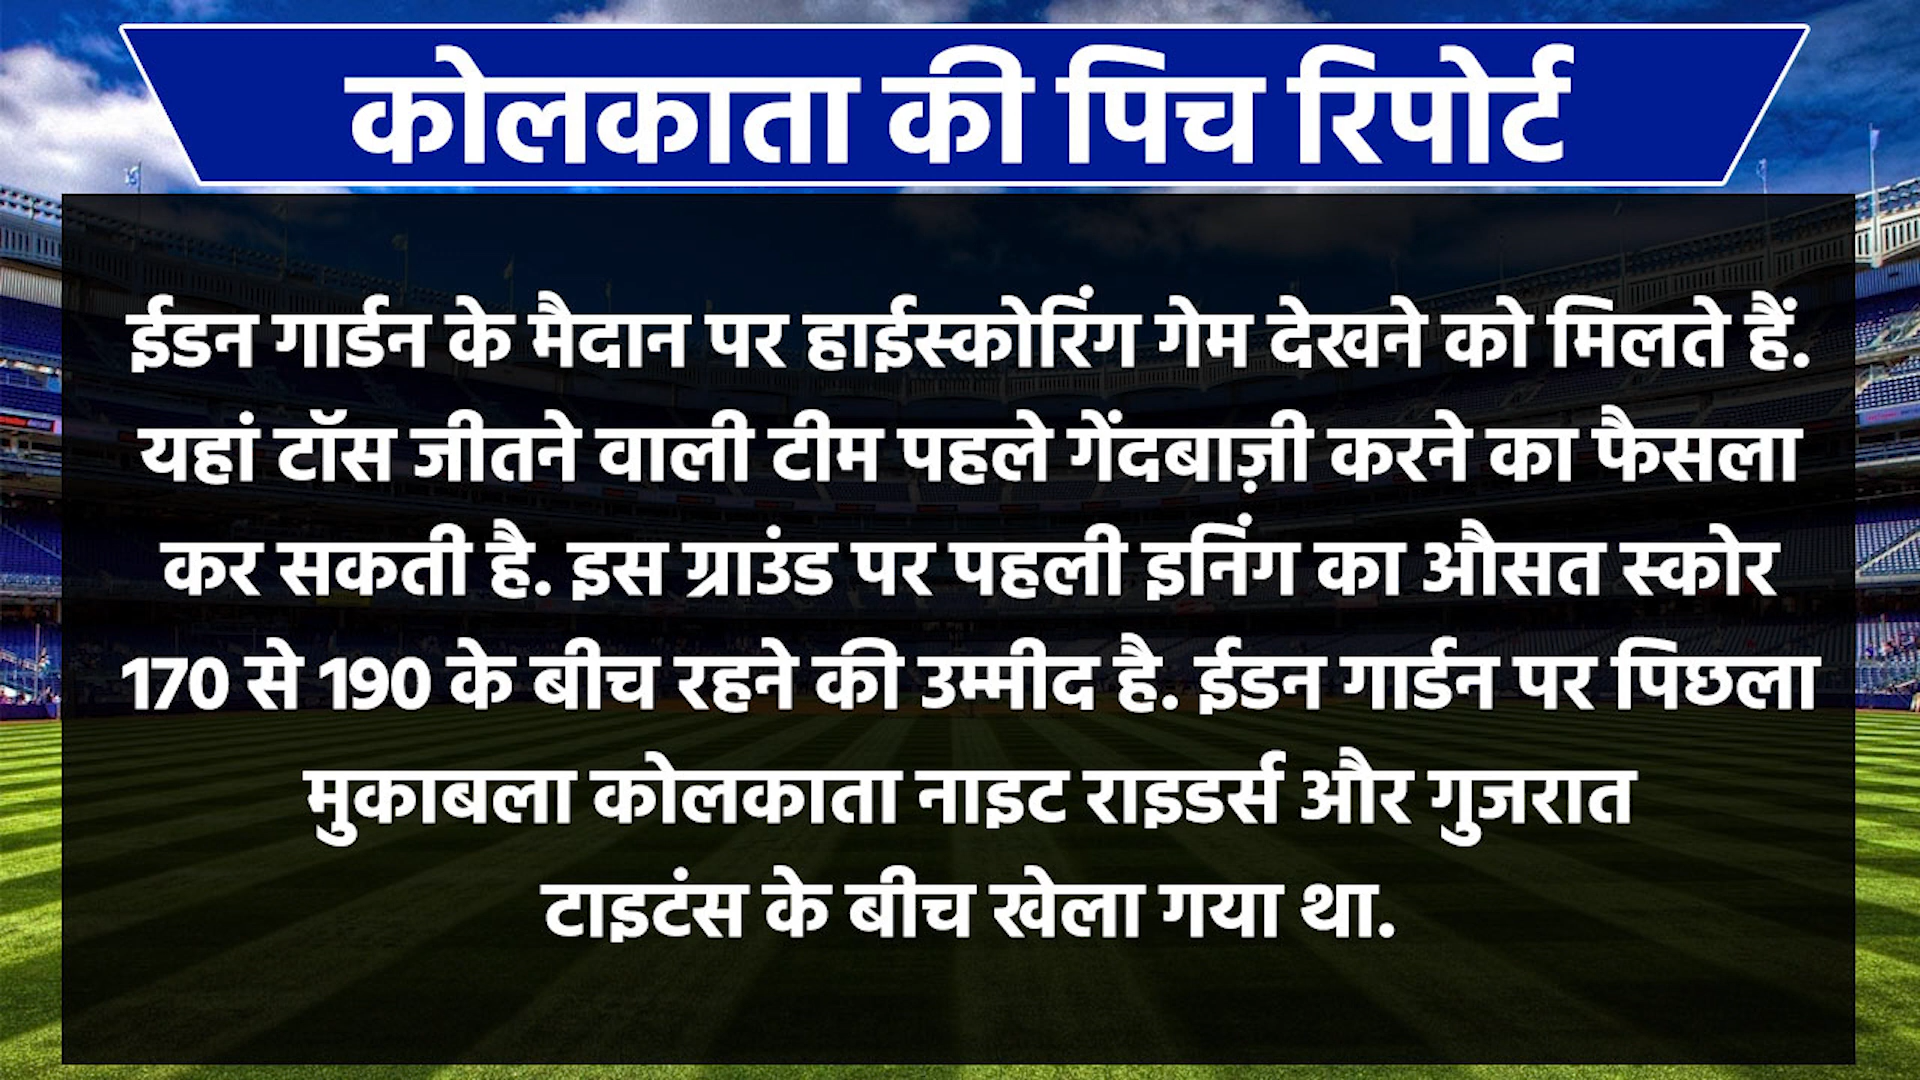 कोलकाता की पिच रिपोर्ट
ईडन गार्डन के मैदान पर हाईस्कोरिंग गेम देखने को मिलते हैं.
यहां टॉस जीतने वाली टीम पहले गेंदबाज़ी करने का फैसला
कर सकती है. इस ग्राउंड पर पहली इनिंग का औसत स्कोर
170 से 190 के बीच रहने की उम्मीद है. ईडन गार्डन पर पिछला
मुकाबला कोलकाता नाइट राइडर्स और गुजरात
टाइटंस के बीच खेला गया था.